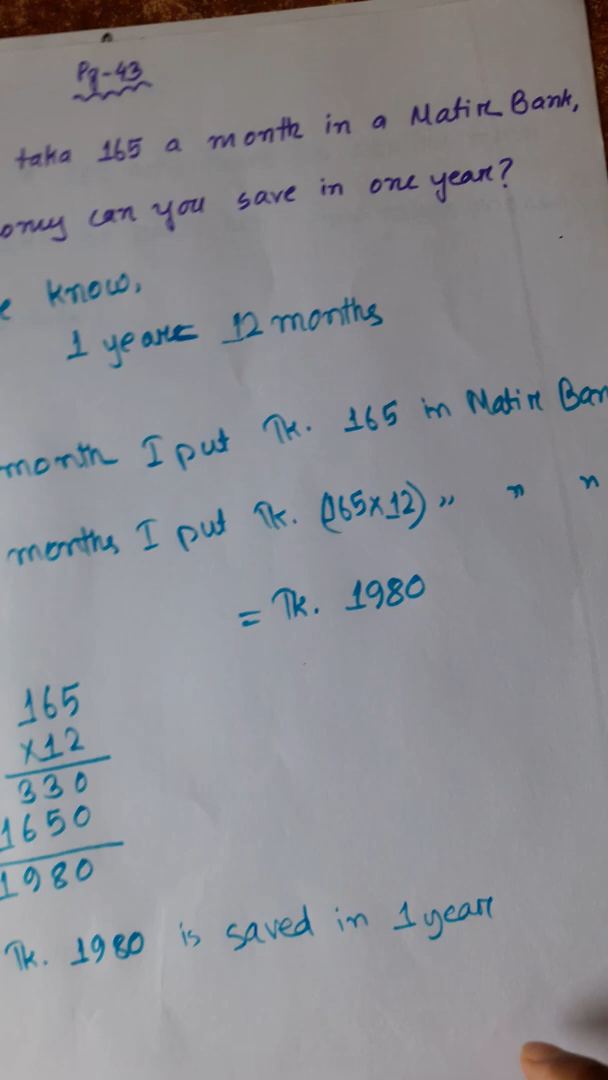 Pg-43
taka 165 a month in a Matir Bank,
oney can you save in one year?
e know,
1 year = 12 months
month I put Tk. 165 in Matir Ban
months I put Tk. (165x12) " " "
= Tk. 1980
165
x12
330
1650
1980
Tk. 1980 is saved in 1 year